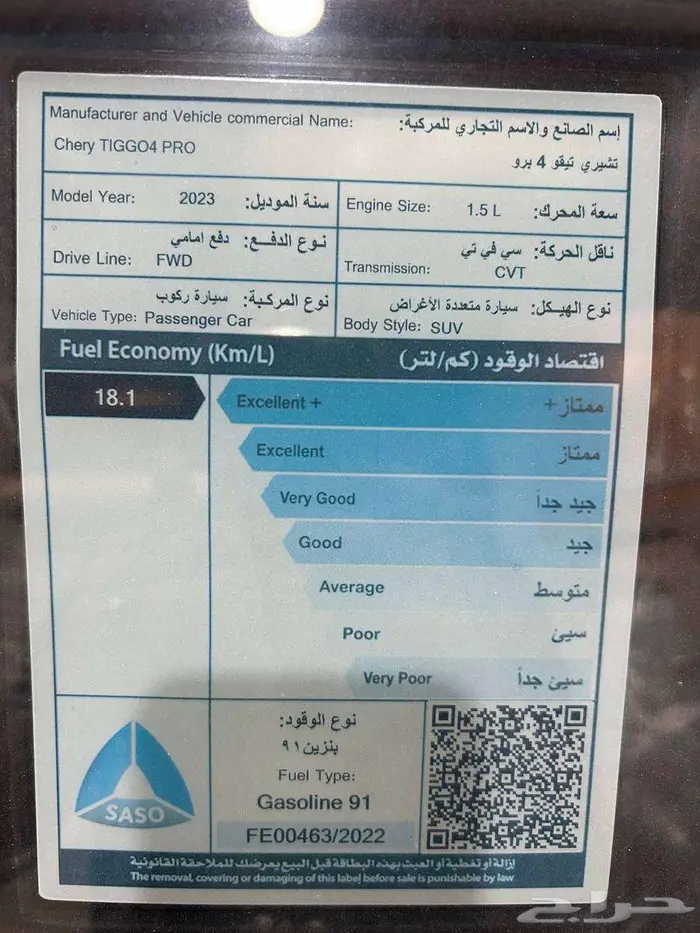 Manufacturer and Vehicle commercial Name: إسم الصانع والاسم التجاري للمركبة:
Chery TIGGO4 PRO تشيري تيقو 4 برو
Model Year: 2023 سنة الموديل:
Engine Size: 1.5 L سعة المحرك:
نوع الدفـع: دفع امامي
Drive Line: FWD
ناقل الحركة: سي في تي
Transmission: CVT
نوع المركبة: سيارة ركوب
Vehicle Type: Passenger Car
نوع الهيكل: سيارة متعددة الأغراض
Body Style: SUV
Fuel Economy (Km/L) اقتصاد الوقود (كم/لتر)
18.1
Excellent + ممتاز +
Excellent ممتاز
Very Good جيد جداً
Good جيد
Average متوسط
Poor سيئ
Very Poor سيئ جداً
SASO
نوع الوقود:
بنزين ٩١
Fuel Type:
Gasoline 91
FE00463/2022
إزالة أو تغطية أو العبث بهذه البطاقة قبل البيع يعرضك للملاحقة القانونية
The removal, covering or damaging of this label before sale is punishable by law
حراج